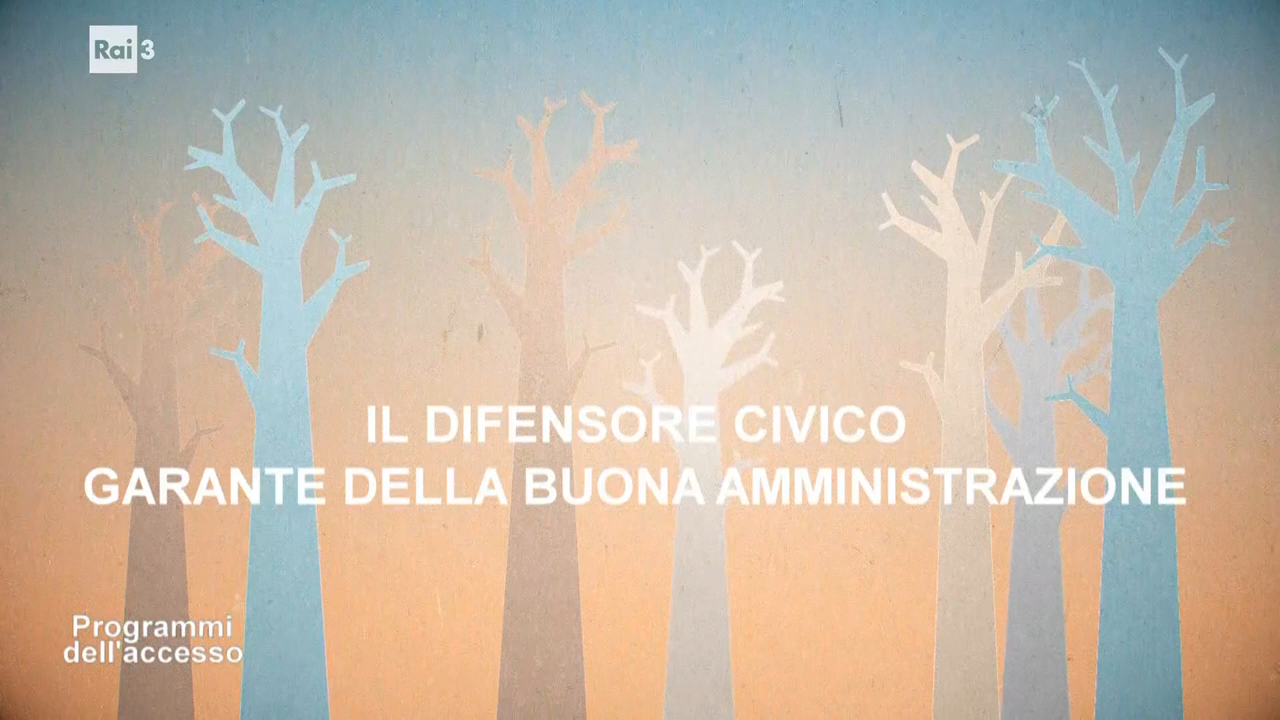 Rai 3
IL DIFENSORE CIVICO
GARANTE DELLA BUONA AMMINISTRAZIONE
Programmi
dell'accesso